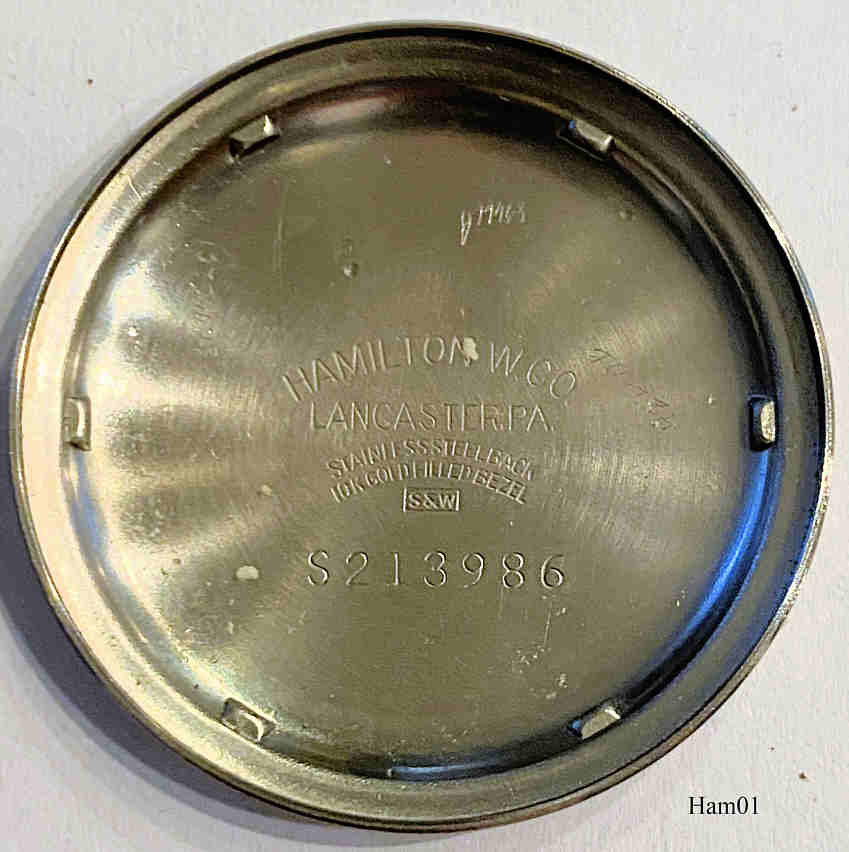 HAMILTON W. CO
LANCASTER, PA.
STAINLESS STEEL BACK
10K GOLD FILLED BEZEL
S&W
S213986
Ham01